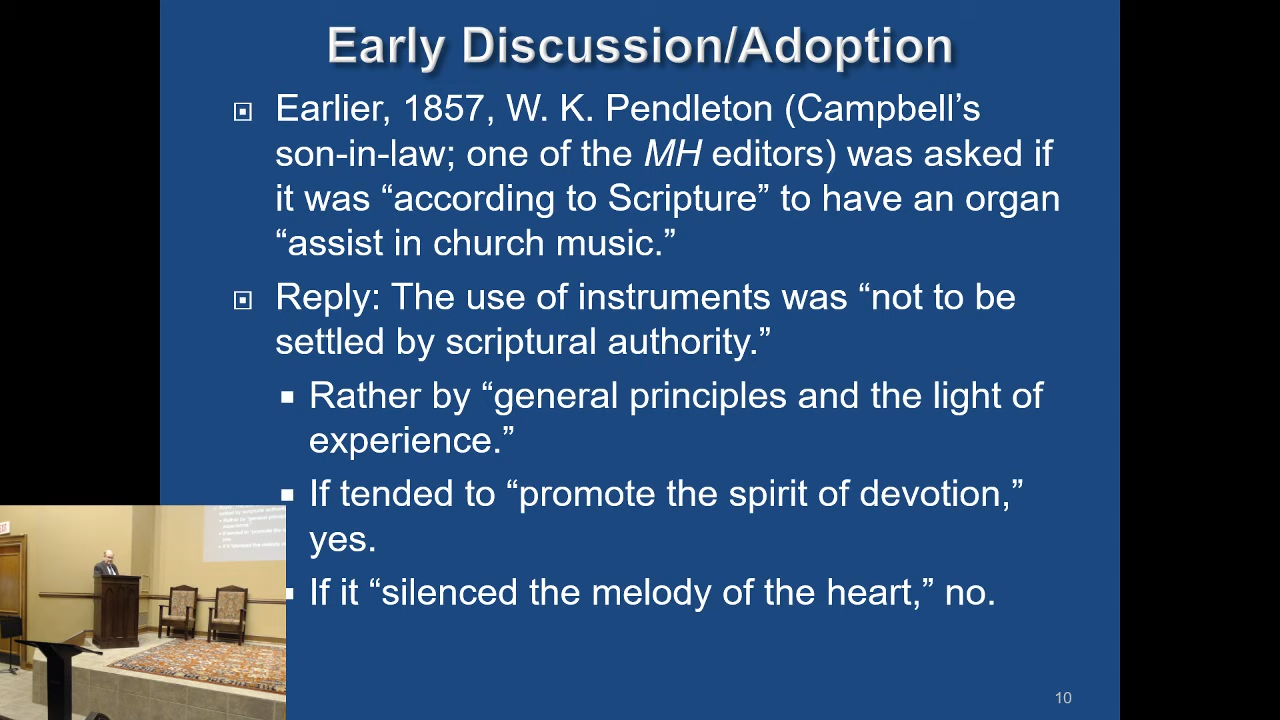 Early Discussion/Adoption
Earlier, 1857, W. K. Pendleton (Campbell’s
son-in-law; one of the MH editors) was asked if
it was “according to Scripture” to have an organ
“assist in church music.”
Reply: The use of instruments was “not to be
settled by scriptural authority.”
Rather by “general principles and the light of
experience.”
If tended to “promote the spirit of devotion,”
yes.
If it “silenced the melody of the heart,” no.
10